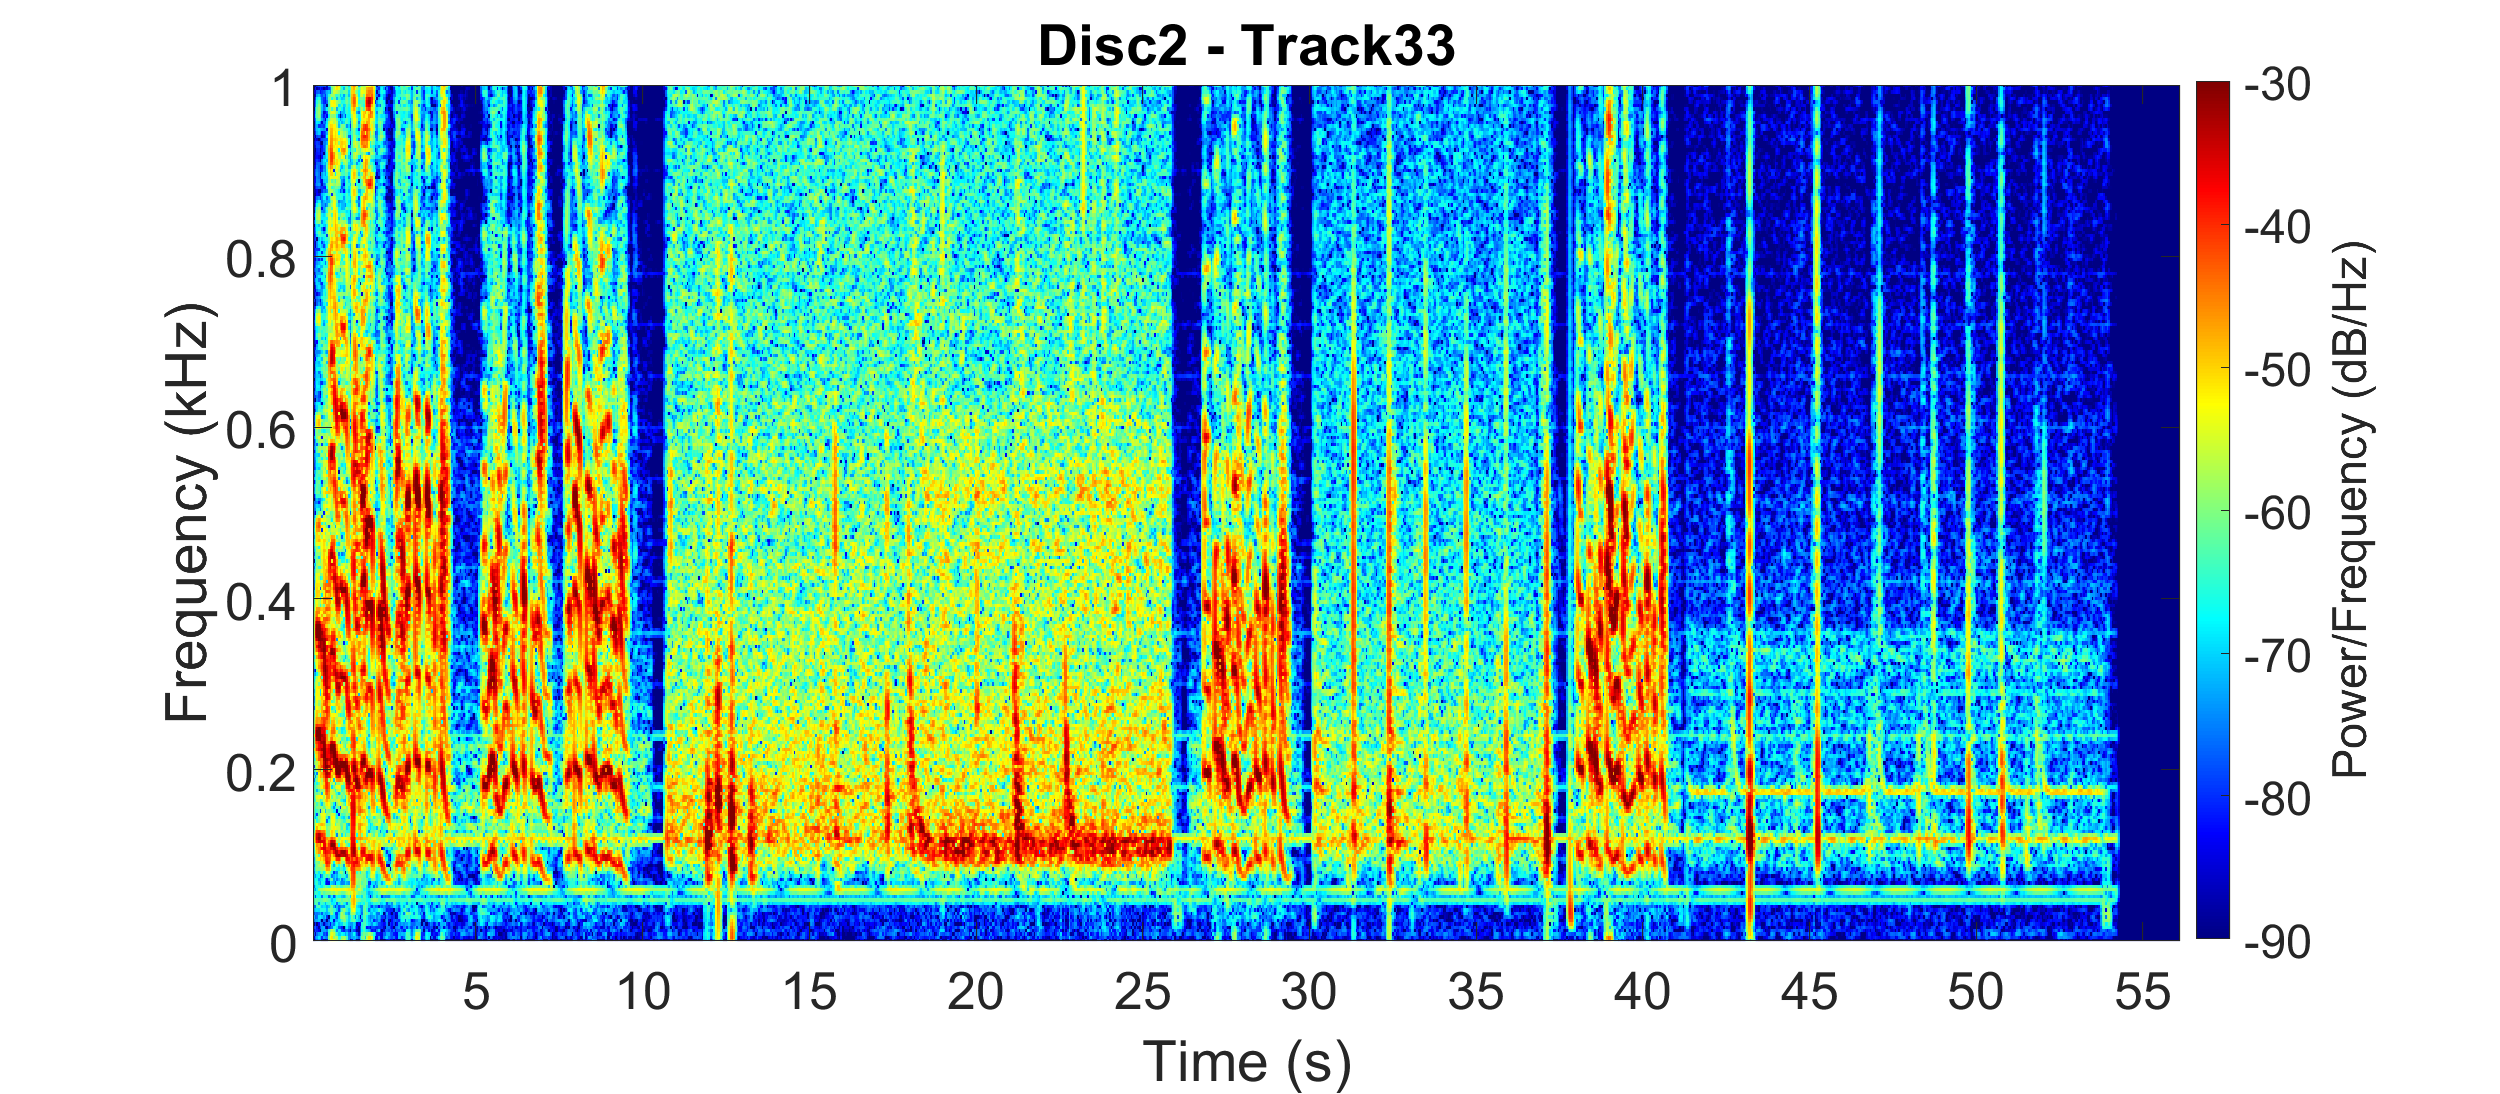 Disc2 - Track33
1
0.8
0.6
0.4
0.2
0
Frequency (kHz)
5 10 15 20 25 30 35 40 45 50 55
Time (s)
-30
-40
-50
-60
-70
-80
-90
Power/Frequency (dB/Hz)